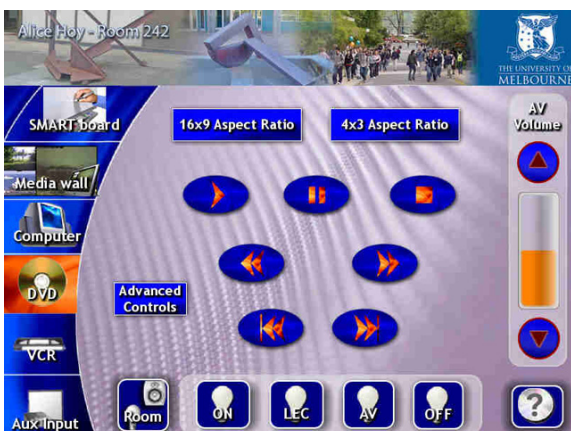 Alice Hoy - Room 242
THE UNIVERSITY OF
MELBOURNE
SMART board
16x9 Aspect Ratio
4x3 Aspect Ratio
AV
Volume
Media wall
Computer
DVD
Advanced
Controls
VCR
Aux Input
Room
ON
LEC
AV
OFF
?